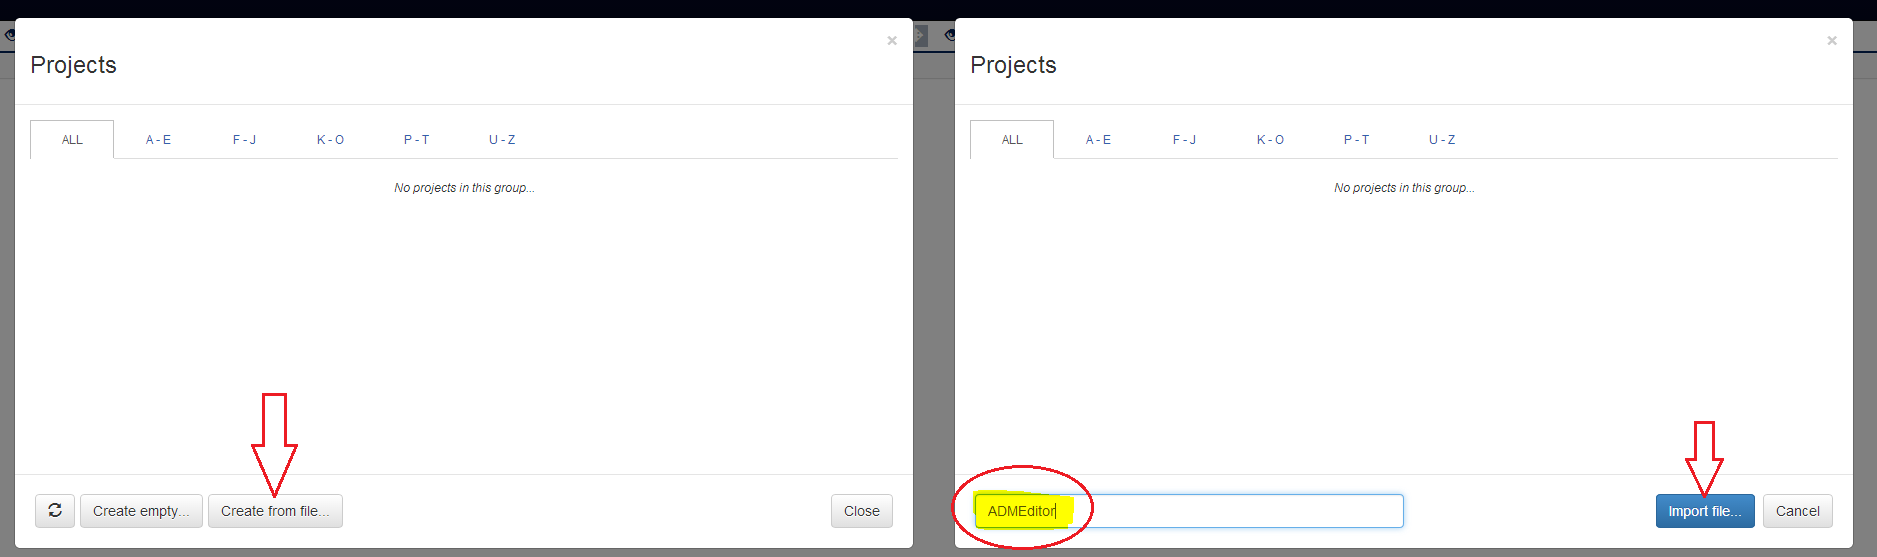 Projects
×
ALL A - E F - J K - O P - T U - Z
No projects in this group...
Create empty... Create from file... Close
Projects
×
ALL A - E F - J K - O P - T U - Z
No projects in this group...
ADMEditor Import file... Cancel